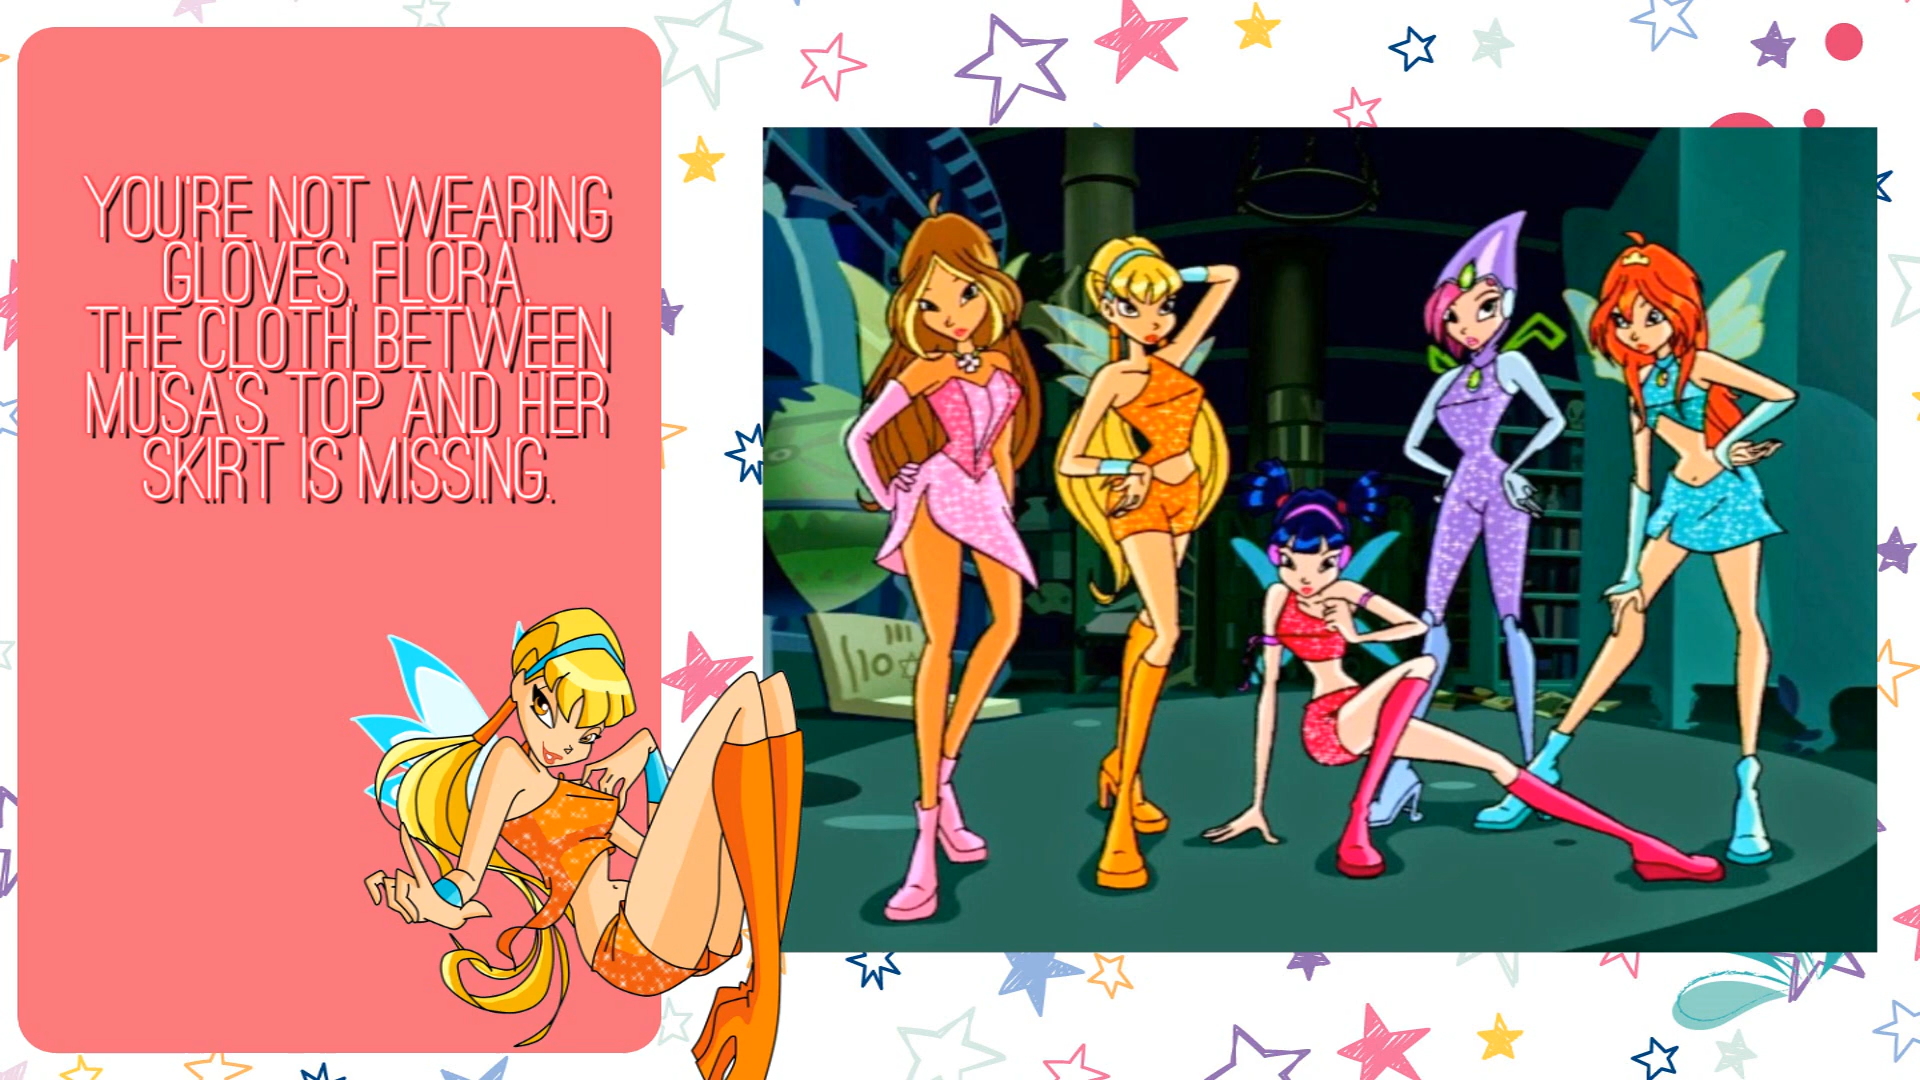 YOU'RE NOT WEARING
GLOVES, FLORA.
THE CLOTH BETWEEN
MUSA'S TOP AND HER
SKIRT IS MISSING.